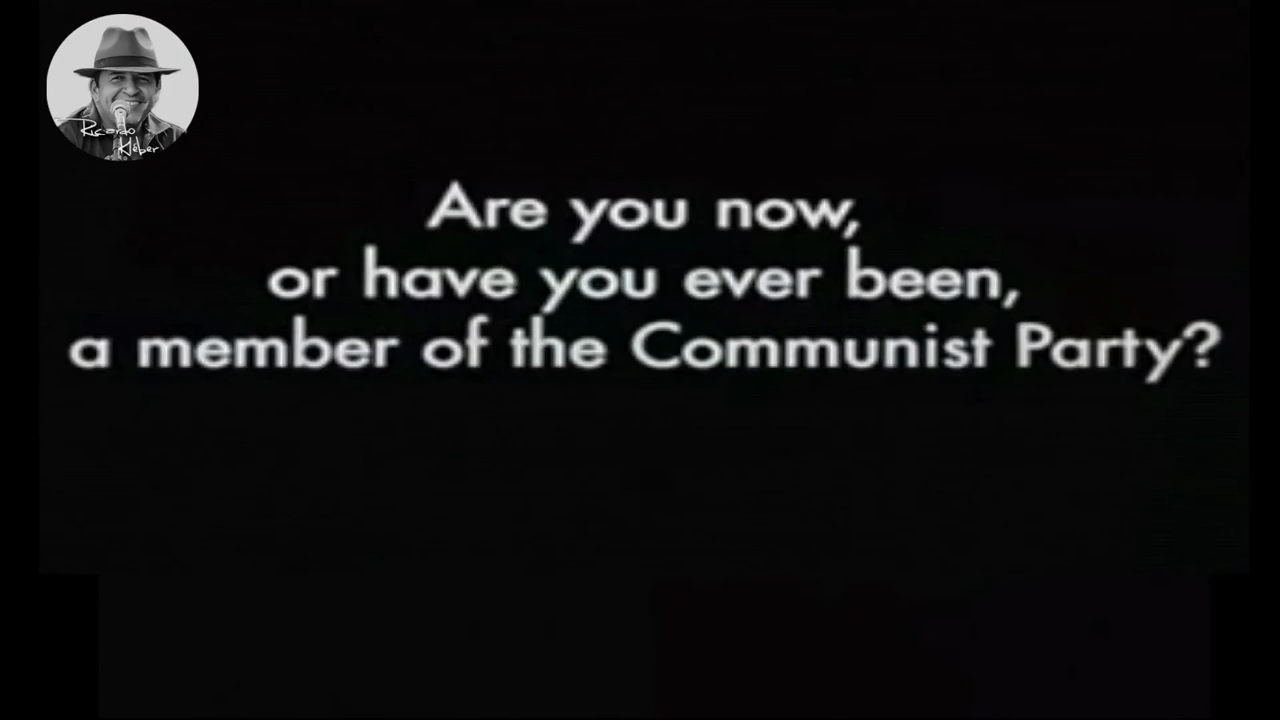 Ricardo
Kléber
Are you now,
or have you ever been,
a member of the Communist Party?